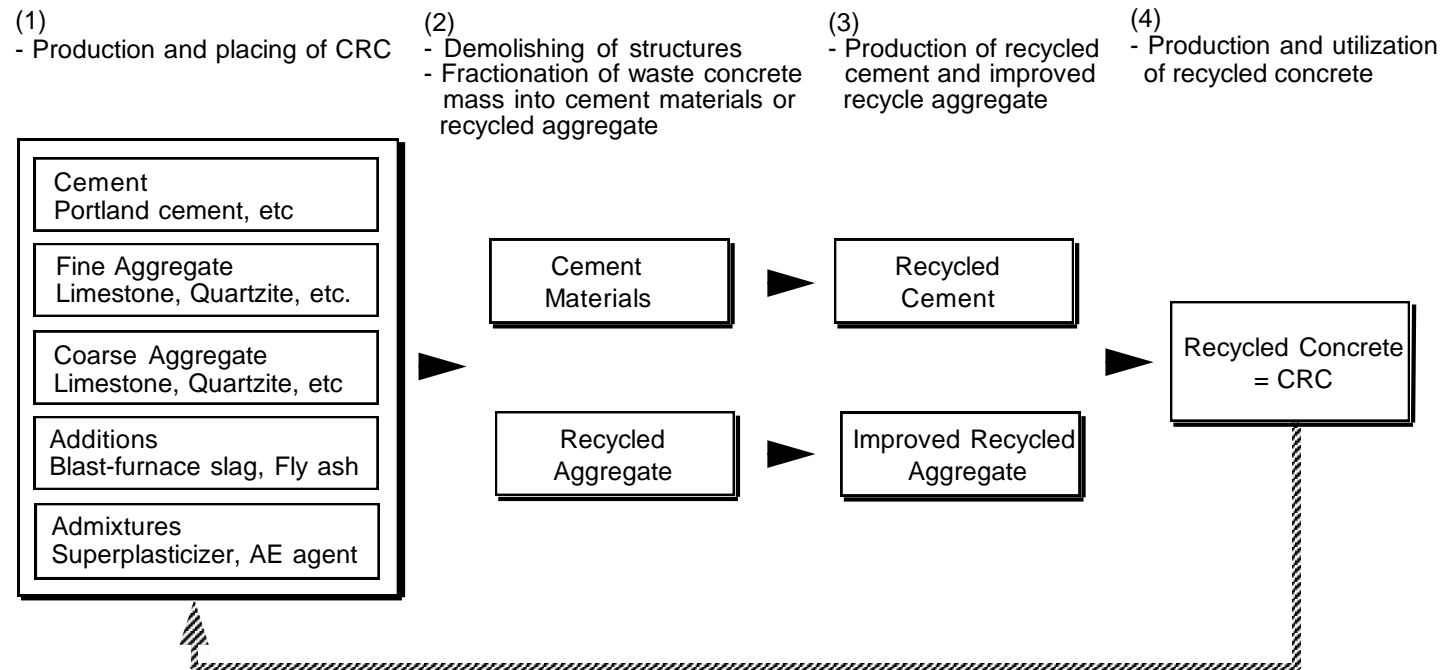 (1)
- Production and placing of CRC
(2)
- Demolishing of structures
- Fractionation of waste concrete
mass into cement materials or
recycled aggregate
(3)
- Production of recycled
cement and improved
recycle aggregate
(4)
- Production and utilization
of recycled concrete
Cement
Portland cement, etc
Fine Aggregate
Limestone, Quartzite, etc.
Coarse Aggregate
Limestone, Quartzite, etc
Additions
Blast-furnace slag, Fly ash
Admixtures
Superplasticizer, AE agent
Cement
Materials
Recycled
Aggregate
Recycled
Cement
Improved Recycled
Aggregate
Recycled Concrete
= CRC